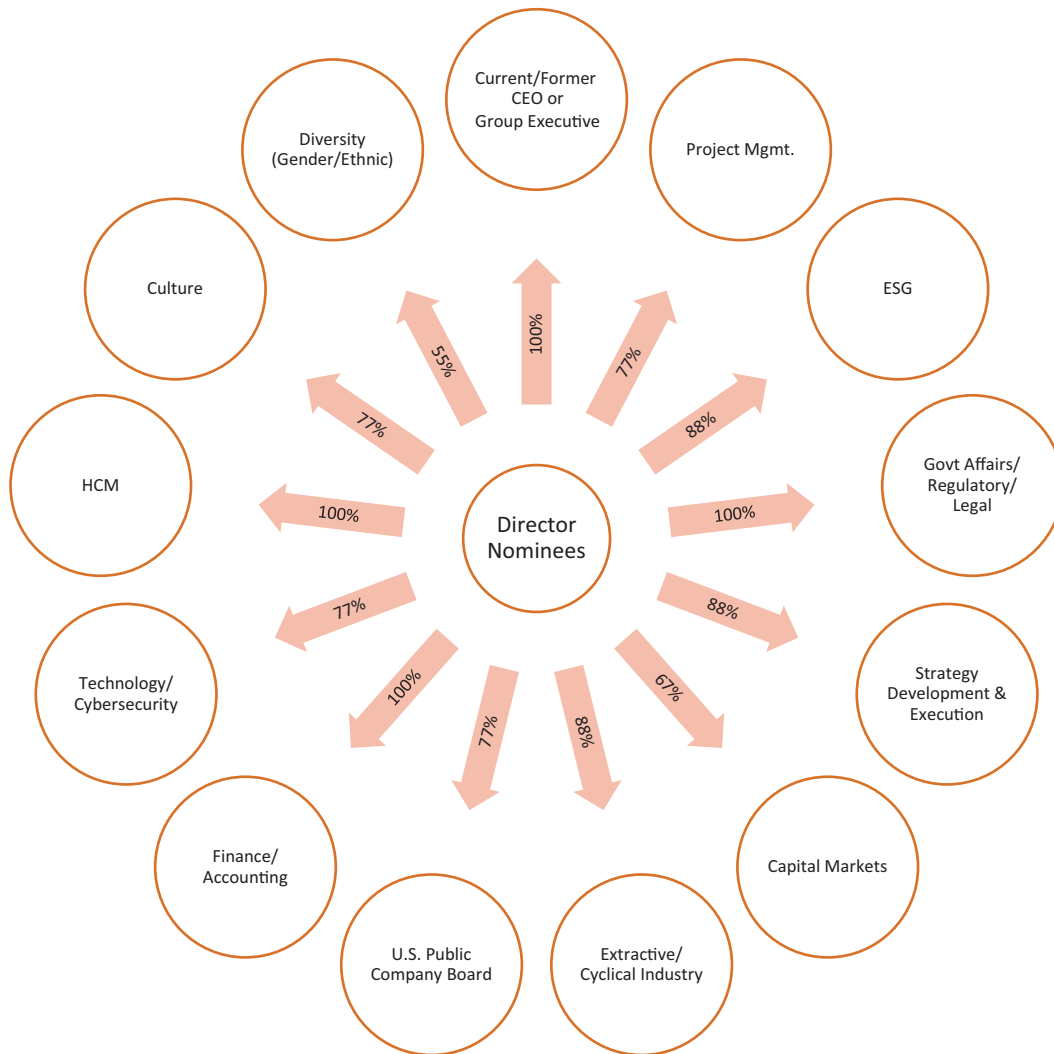 Current/Former
CEO or
Group Executive
Diversity
(Gender/Ethnic)
Project Mgmt.
Culture
ESG
55%
100%
77%
77%
88%
HCM
Govt Affairs/
Regulatory/
Legal
100%
100%
Director
Nominees
77%
88%
100%
67%
77%
88%
Technology/
Cybersecurity
Strategy
Development &
Execution
Finance/
Accounting
Capital Markets
U.S. Public
Company Board
Extractive/
Cyclical Industry